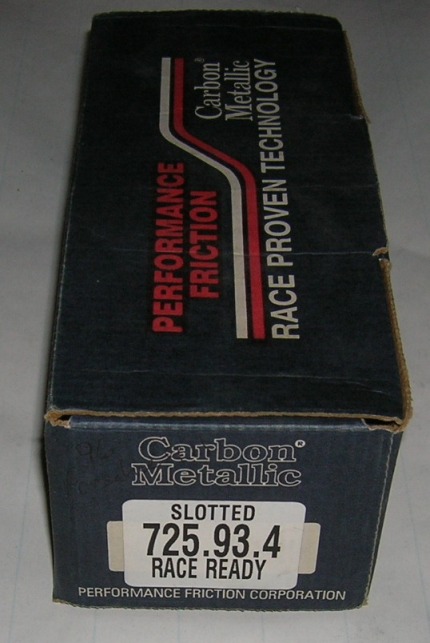 PERFORMANCE
FRICTION
Carbon®
Metallic
RACE PROVEN TECHNOLOGY
Carbon®
Metallic
SLOTTED
725.93.4
RACE READY
PERFORMANCE FRICTION CORPORATION